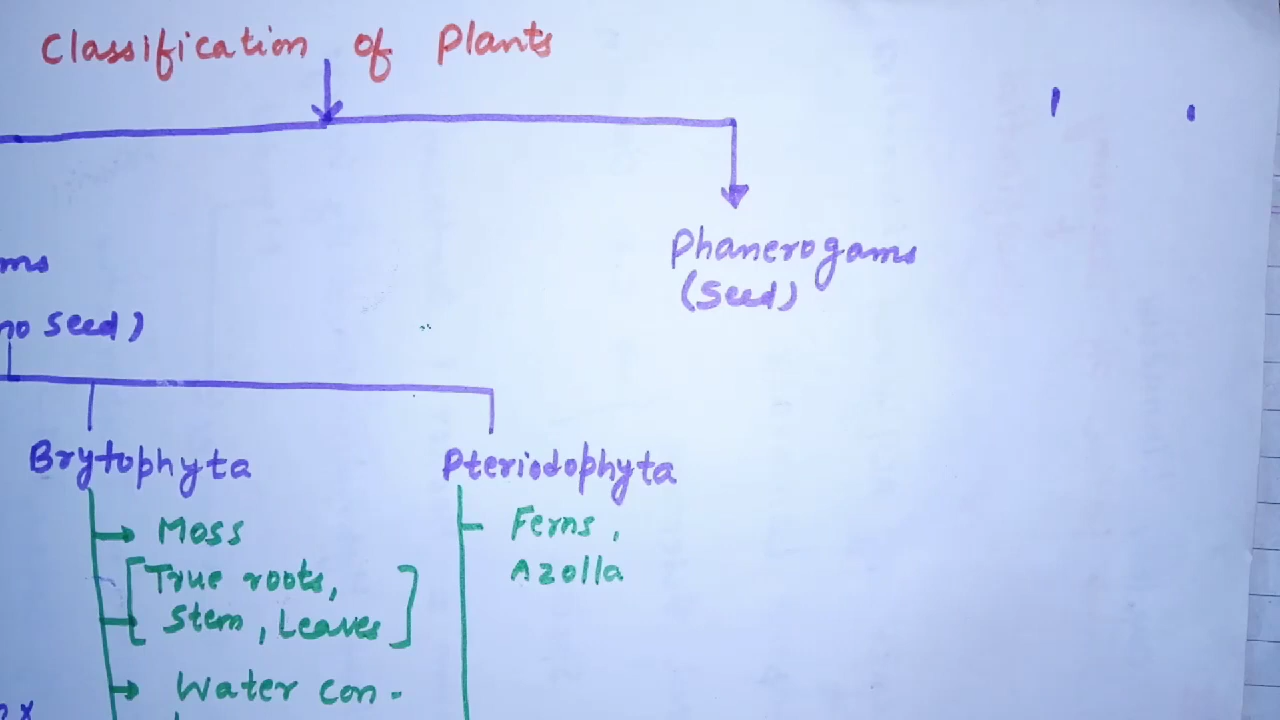 Classification of Plants
Phanerogams
(Seed)
ms
no Seed)
Brytophyta
Pteriodophyta
Moss
[True roots,
Stem, Leaves]
Water con.
Ferns,
Azolla